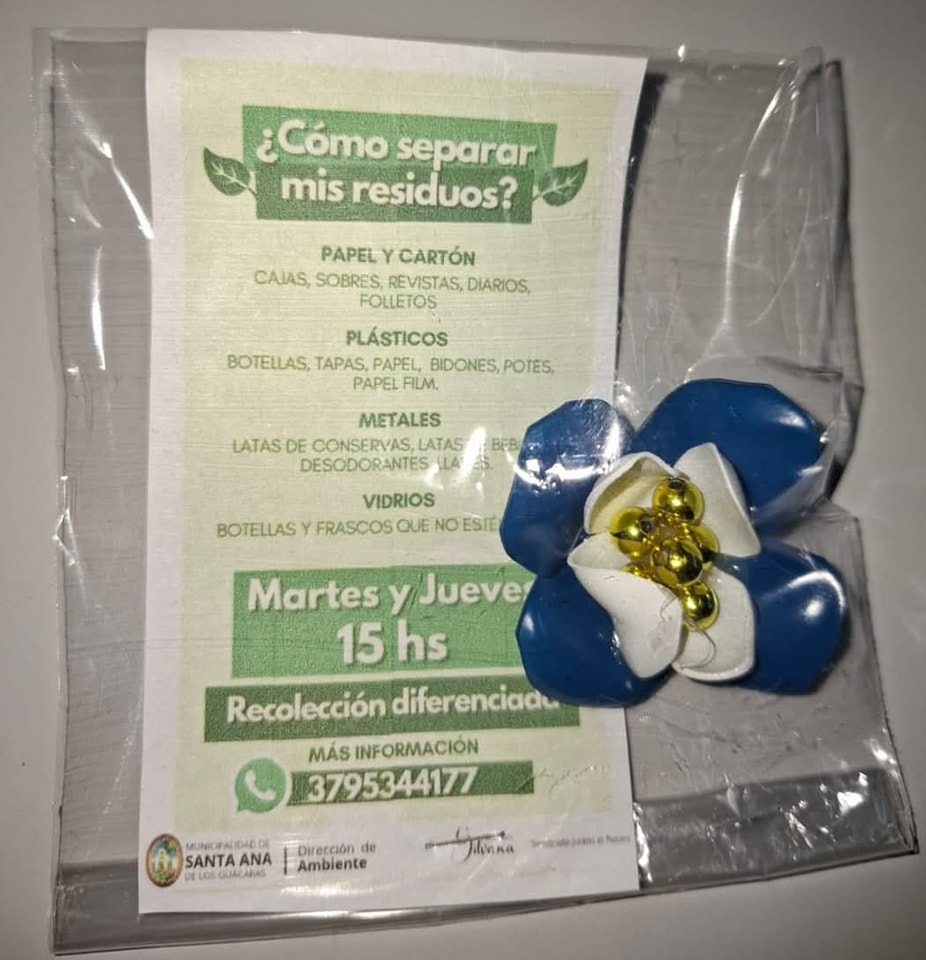 ¿Cómo separar
mis residuos?
PAPEL Y CARTÓN
CAJAS, SOBRES, REVISTAS, DIARIOS,
FOLLETOS
PLÁSTICOS
BOTELLAS, TAPAS, PAPEL, BIDONES, POTES,
PAPEL FILM.
METALES
LATAS DE CONSERVAS, LATAS
DESODORANTES
VIDRIOS
BOTELLAS Y FRASCOS QUE NO
Martes y Jueves
15 hs
Recolección diferenciada
MÁS INFORMACIÓN
3795344177
MUNICIPALIDAD DE
SANTA ANA
DE LOS GUÁCARAS
Dirección de
Ambiente
Silvana